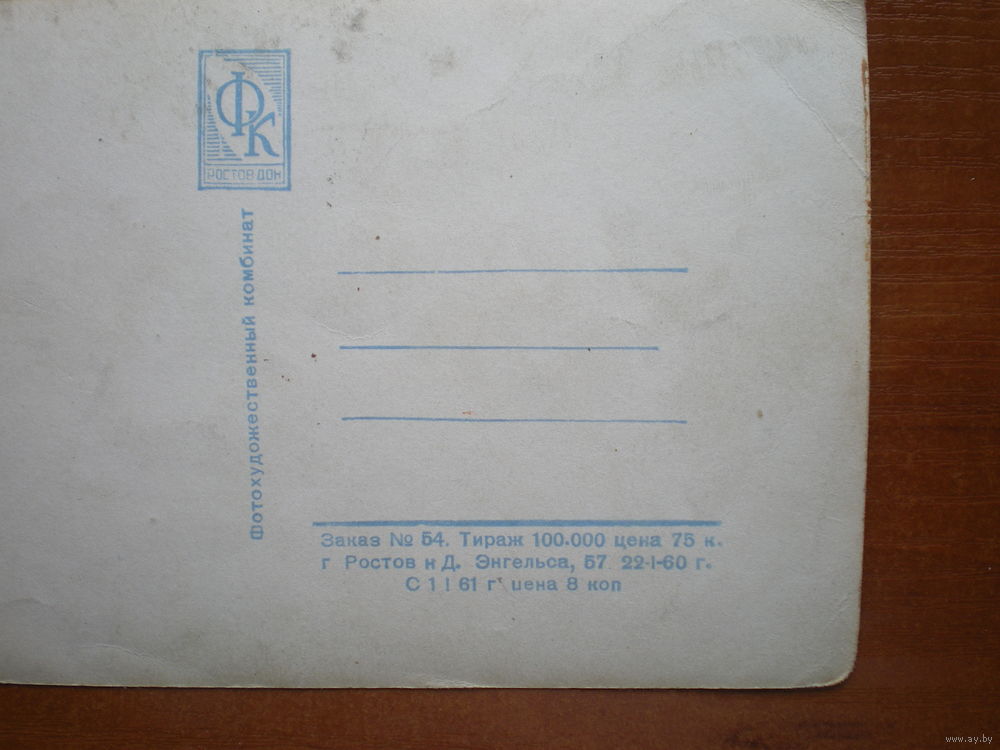 ФК
РОСТОВ ДОН
Фотохудожественный комбинат
Заказ № 54. Тираж 100.000 цена 75 к.
г Ростов н Д. Энгельса, 57 22-I-60 г.
С 1 I 61 г цена 8 коп
www.ay.by